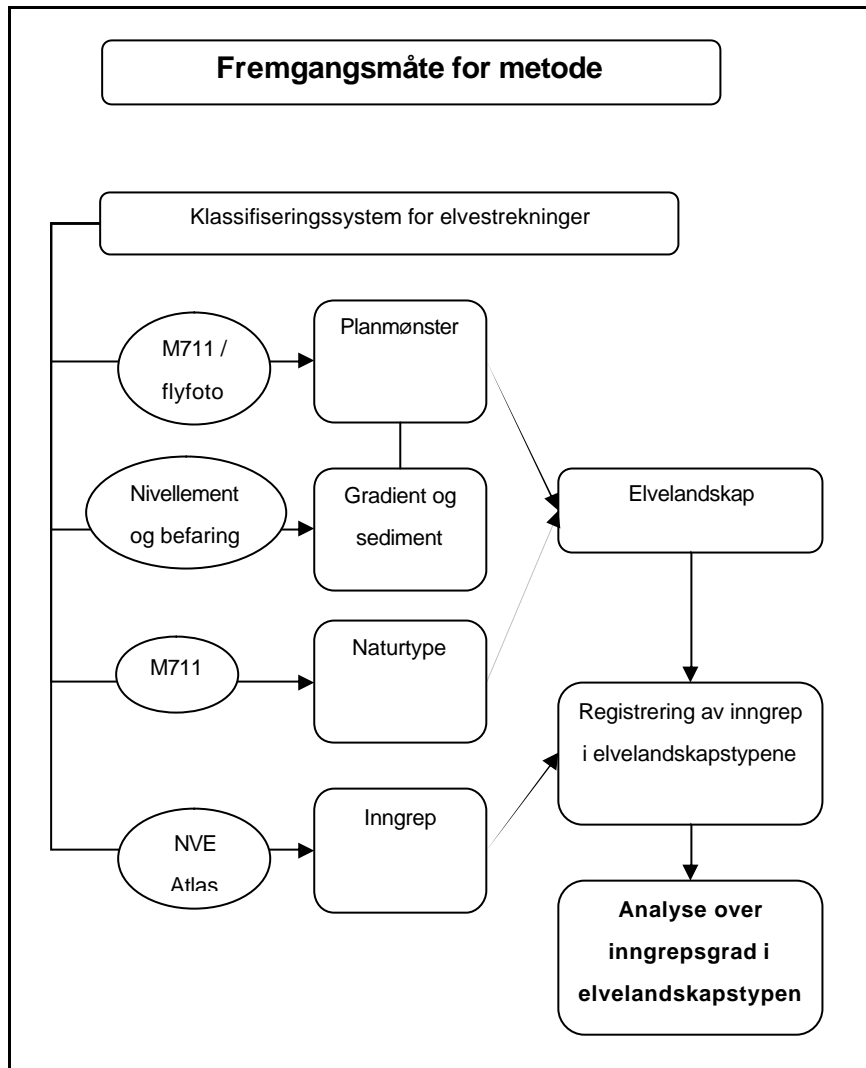 Fremgangsmåte for metode
Klassifiseringssystem for elvestrekninger
M711 /
flyfoto
Planmønster
Nivellement
og befaring
Gradient og
sediment
Elvelandskap
M711
Naturtype
Registrering av inngrep
i elvelandskapstypene
NVE
Atlas
Inngrep
Analyse over
inngrepsgrad i
elvelandskapstypen